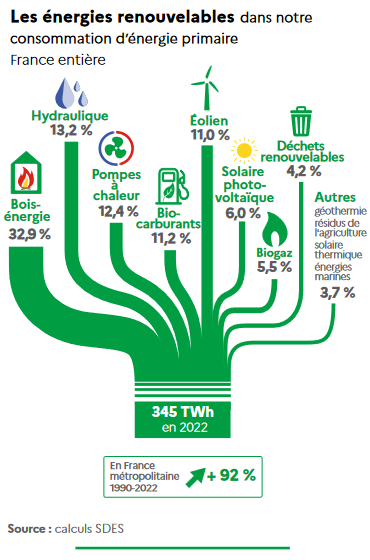 Les énergies renouvelables dans notre
consommation d'énergie primaire
France entière
Hydraulique
13,2 %
Éolien
11,0 %
Déchets
renouvelables
4,2 %
Pompes
à
chaleur
12,4 %
Solaire
photo-
voltaïque
6,0 %
Bois-
énergie
32,9 %
Bio-
carburants
11,2 %
Biogaz
5,5 %
Autres
géothermie
résidus de
l'agriculture
solaire
thermique
énergies
marines
3,7 %
345 TWh
en 2022
En France
métropolitaine
1990-2022
+ 92 %
Source : calculs SDES